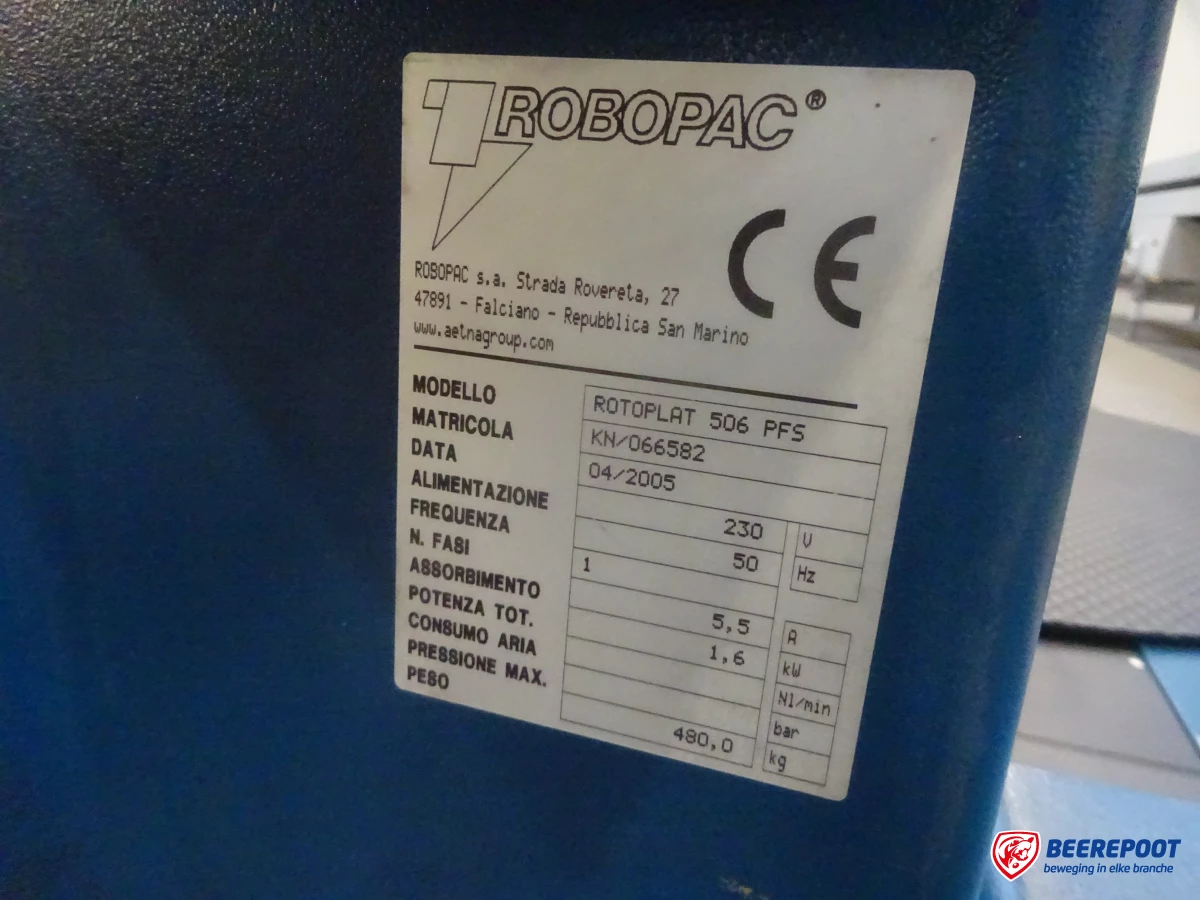 ROBOPAC®
CE
ROBOPAC s.a. Strada Rovereta, 27
47891 - Falciano - Repubblica San Marino
www.aetnagroup.com
MODELLO ROTOPLAT 506 PFS
MATRICOLA KN/066582
DATA 04/2005
ALIMENTAZIONE 230 V
FREQUENZA 50 Hz
N. FASI 1
ASSORBIMENTO 5,5 A
POTENZA TOT. 1,6 kW
CONSUMO ARIA Nl/min
PRESSIONE MAX. bar
PESO 480,0 kg
BEEREPOOT
beweging in elke branche